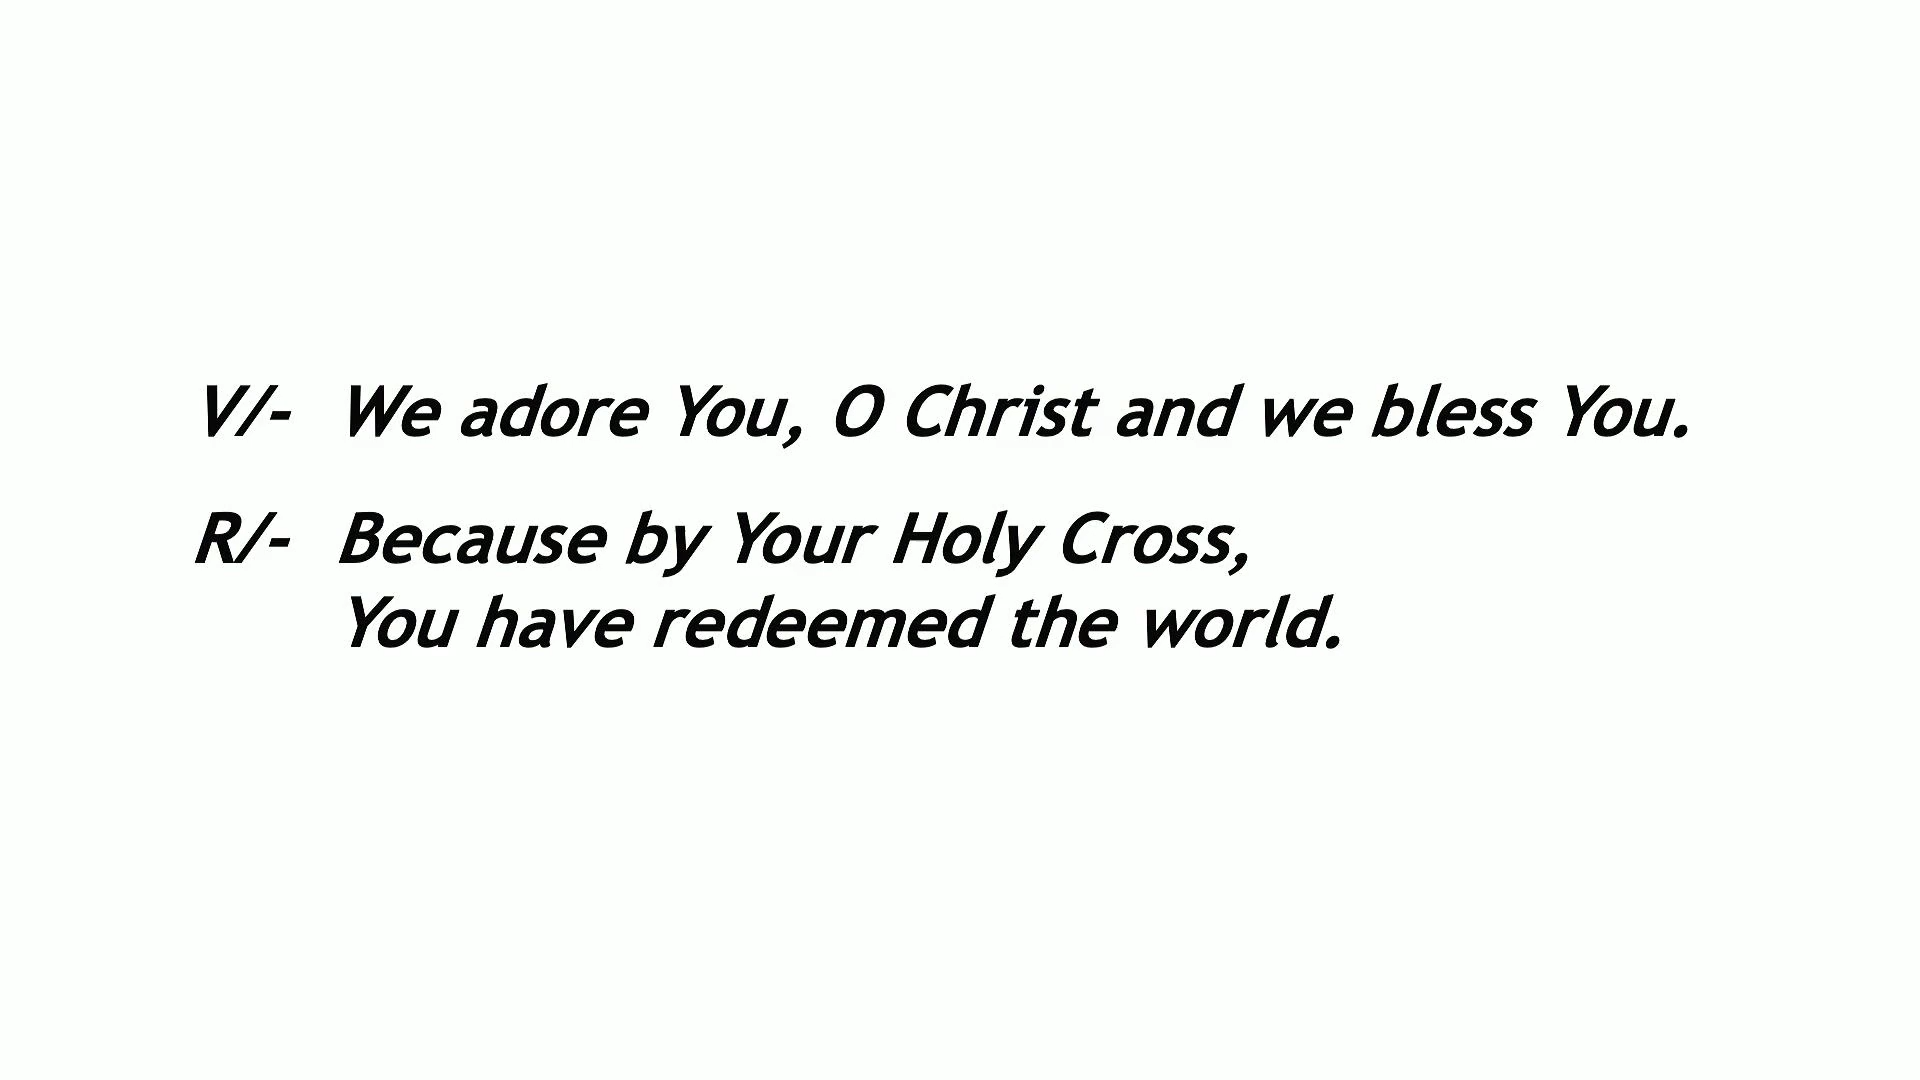 V/- We adore You, O Christ and we bless You.
R/- Because by Your Holy Cross,
You have redeemed the world.